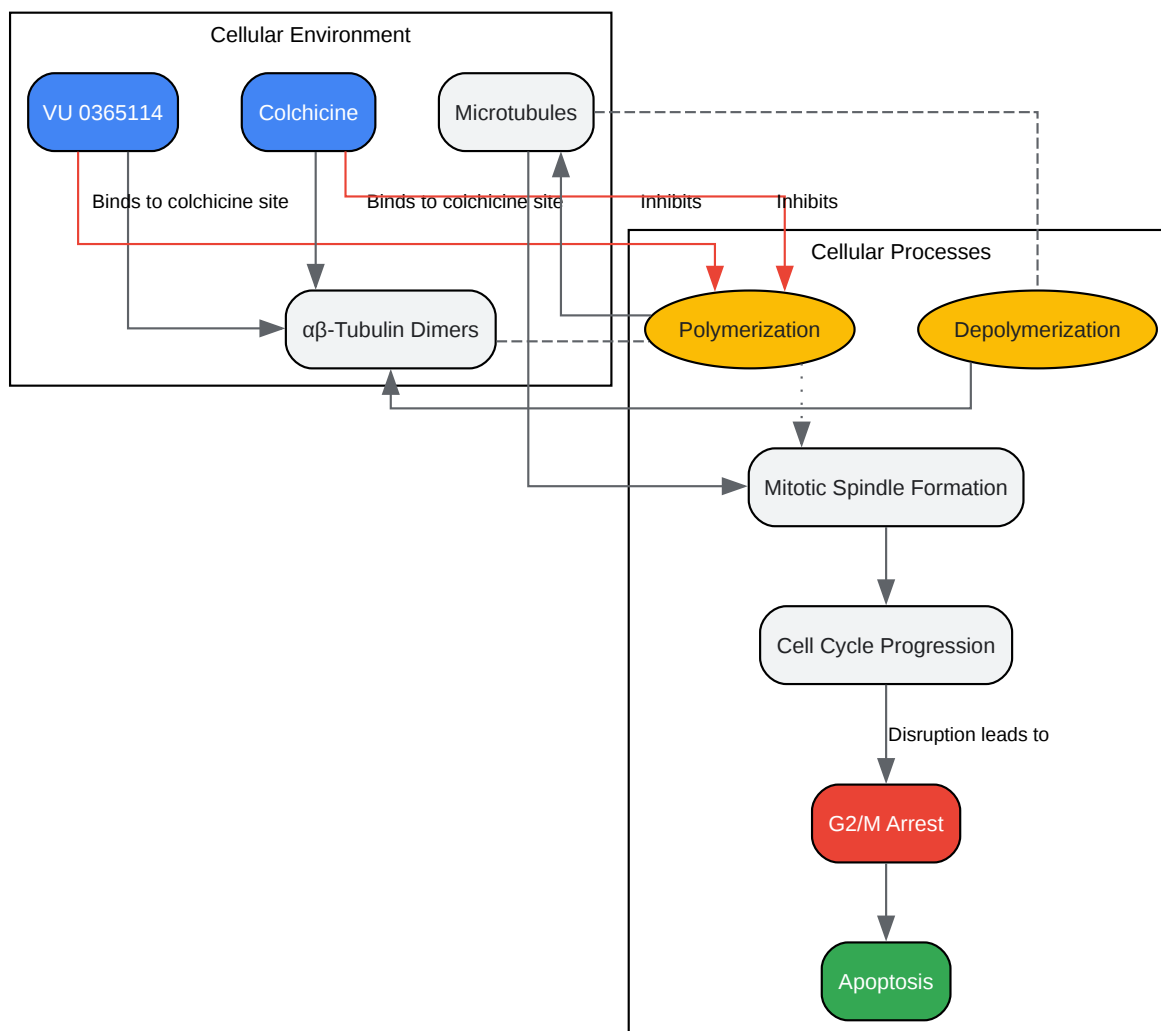 Cellular Environment
VU 0365114
Colchicine
Microtubules
Binds to colchicine site
Binds to colchicine site
Inhibits
Inhibits
Cellular Processes
αβ-Tubulin Dimers
Polymerization
Depolymerization
Mitotic Spindle Formation
Cell Cycle Progression
Disruption leads to
G2/M Arrest
Apoptosis